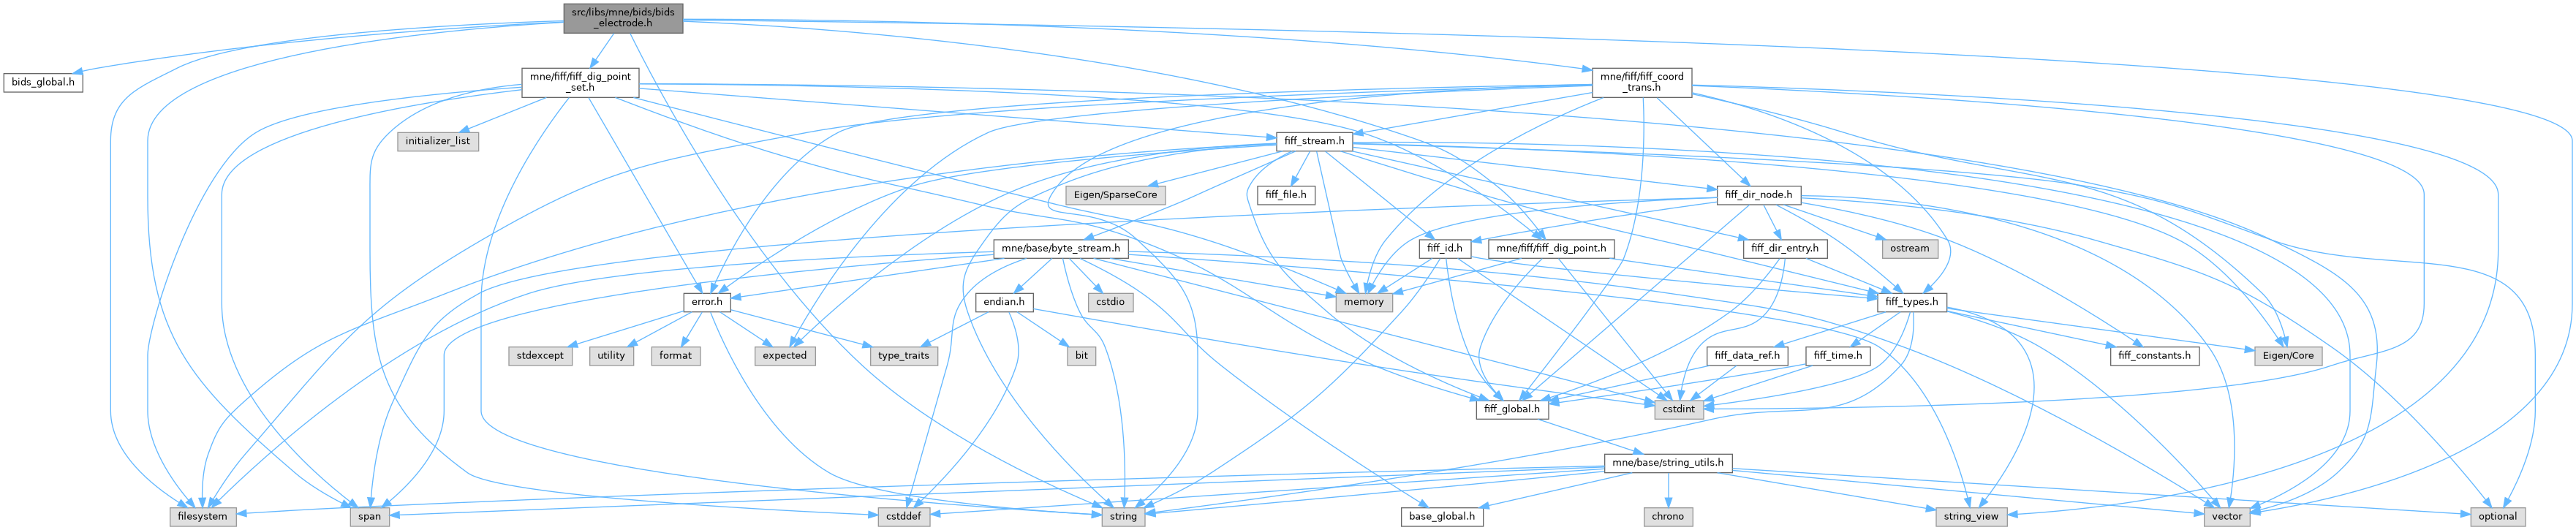 src/libs/mne/bids/bids
_electrode.h
bids_global.h
mne/fiff/fiff_dig_point
_set.h
mne/fiff/fiff_coord
_trans.h
initializer_list
fiff_stream.h
Eigen/SparseCore
fiff_file.h
fiff_dir_node.h
mne/base/byte_stream.h
fiff_id.h
mne/fiff/fiff_dig_point.h
fiff_dir_entry.h
ostream
error.h
endian.h
cstdio
memory
fiff_types.h
stdexcept
utility
format
expected
type_traits
bit
fiff_data_ref.h
fiff_time.h
fiff_constants.h
Eigen/Core
fiff_global.h
cstdint
mne/base/string_utils.h
filesystem
span
cstddef
string
base_global.h
chrono
string_view
vector
optional